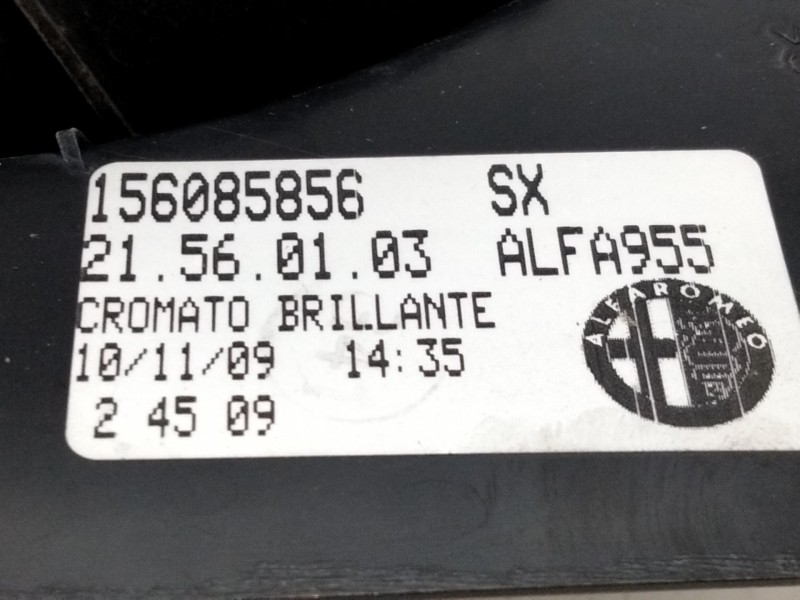 156085856 SX
21.56.01.03 ALFA955
CROMATO BRILLANTE
10/11/09 14:35
2 45 09
ALFA ROMEO